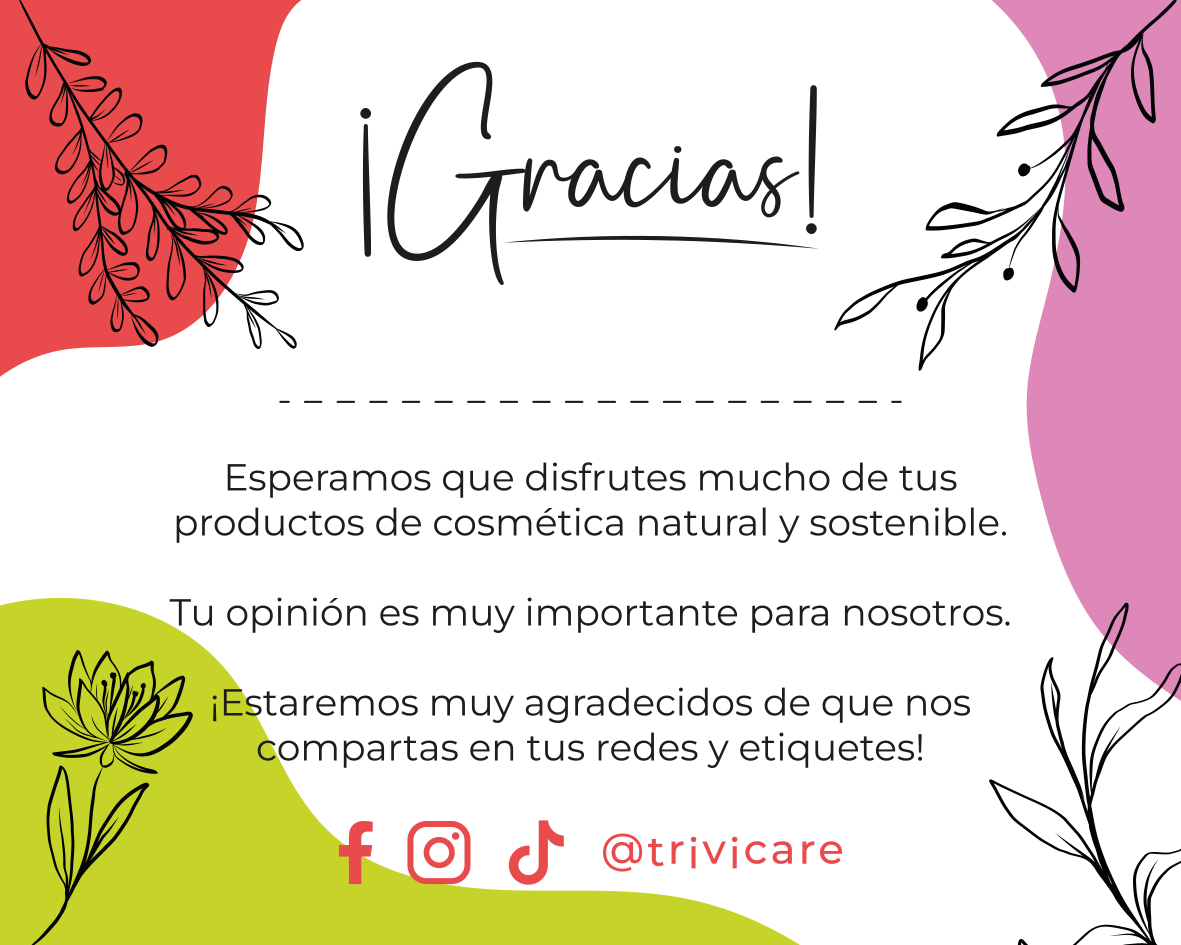 ¡Gracias!
Esperamos que disfrutes mucho de tus
productos de cosmética natural y sostenible.
Tu opinión es muy importante para nosotros.
¡Estaremos muy agradecidos de que nos
compartas en tus redes y etiquetes!
@trivicare